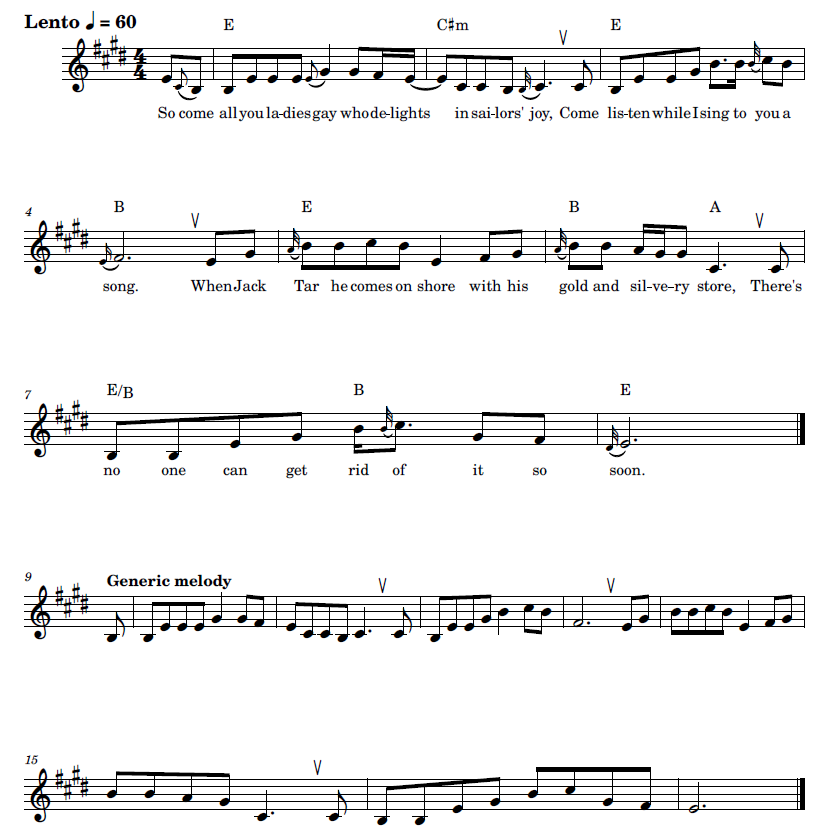 Lento ♩ = 60
E C♯m E
So come all you la-dies gay who de-lights in sai-lors' joy, Come lis-ten while I sing to you a
4 B E B A
song. When Jack Tar he comes on shore with his gold and sil-ve-ry store, There's
7 E/B B E
no one can get rid of it so soon.
9 Generic melody
15